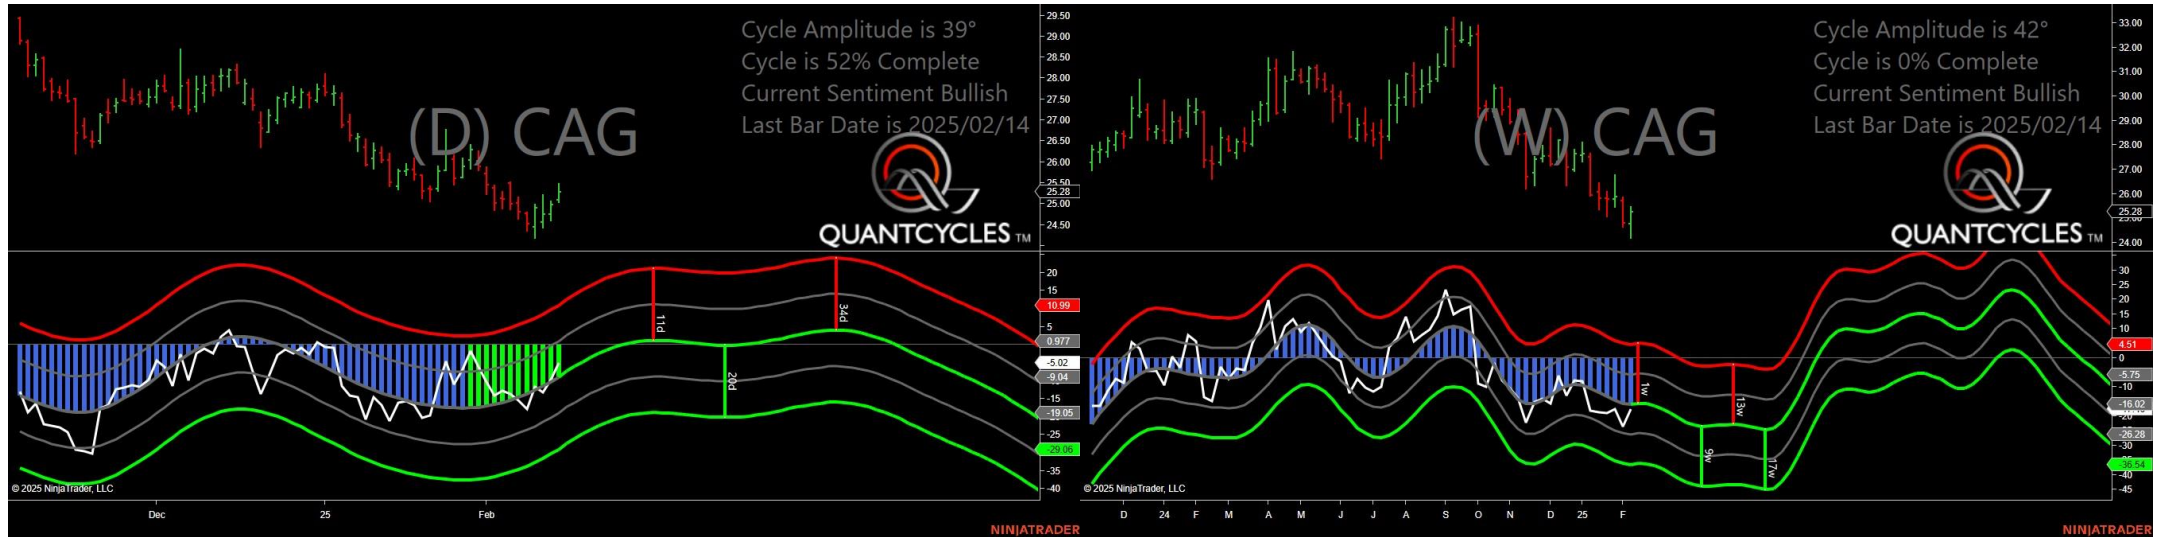 Cycle Amplitude is 39°
Cycle is 52% Complete
Current Sentiment Bullish
Last Bar Date is 2025/02/14
(D) CAG
QUANTCYCLES TM
29.50
29.00
28.50
28.00
27.50
27.00
26.50
26.00
25.50
25.28
25.00
24.50
11d
20d
34d
20
15
10.99
5
0.977
-5.02
-9.04
-15
-19.05
-25
-29.06
-35
-40
© 2025 NinjaTrader, LLC
Dec
25
Feb
NINJATRADER
Cycle Amplitude is 42°
Cycle is 0% Complete
Current Sentiment Bullish
Last Bar Date is 2025/02/14
(W) CAG
QUANTCYCLES TM
33.00
32.00
31.00
30.00
29.00
28.00
27.00
26.00
25.28
24.00
1w
9w
13w
17w
30
25
20
15
10
4.51
0
-5.75
-10
-16.02
-26.28
-30
-36.54
-40
-45
© 2025 NinjaTrader, LLC
D
24
F
M
A
M
J
J
A
S
O
N
D
25
F
NINJATRADER